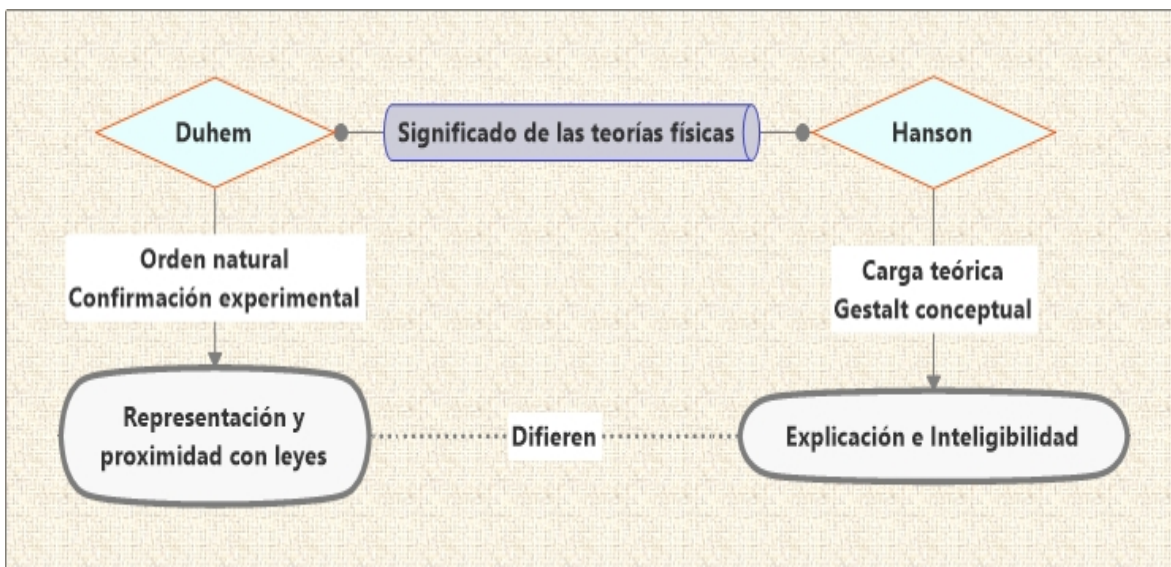 Duhem
Significado de las teorías físicas
Hanson
Orden natural
Confirmación experimental
Carga teórica
Gestalt conceptual
Representación y
proximidad con leyes
Difieren
Explicación e Inteligibilidad